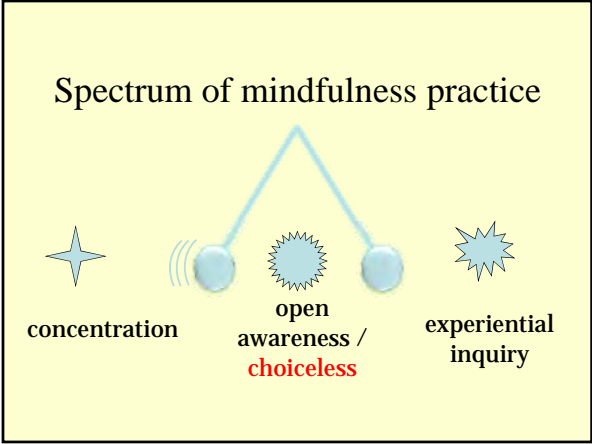 Spectrum of mindfulness practice
concentration
open
awareness /
choiceless
experiential
inquiry